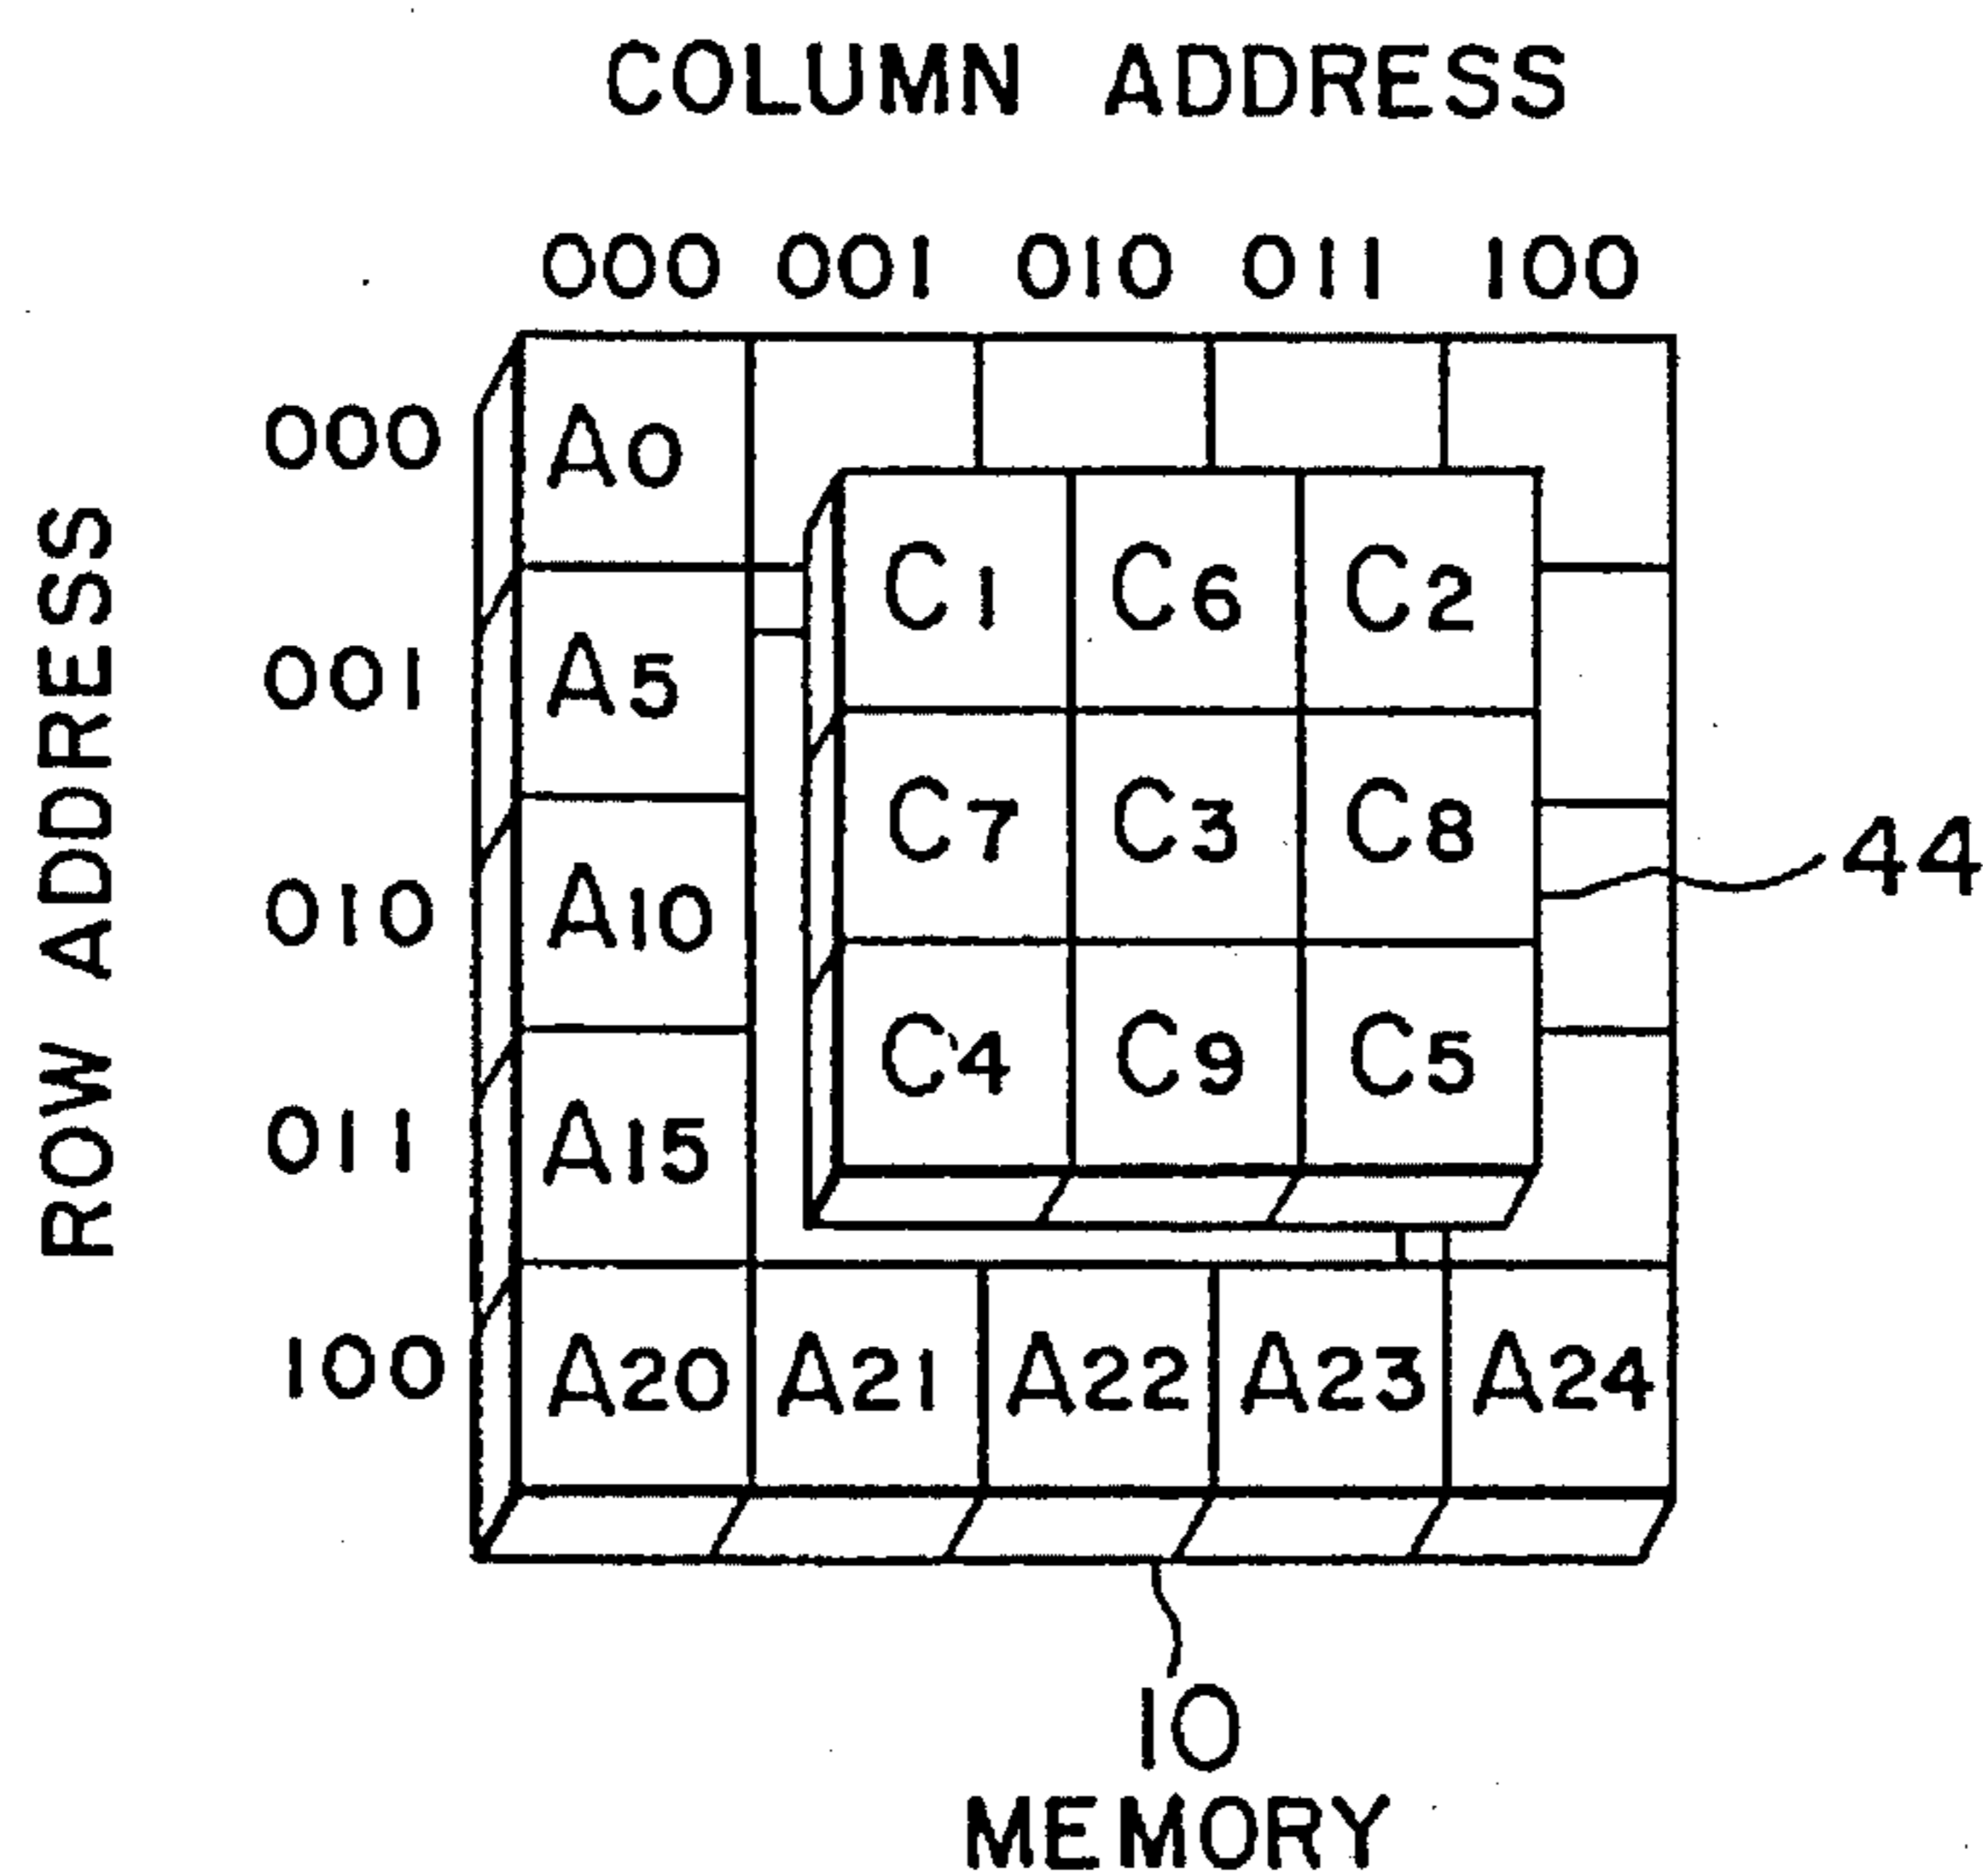 COLUMN ADDRESS
000 001 010 011 100
ROW ADDRESS
000 A0
C1 C6 C2
001 A5
C7 C3 C8
44
010 A10
C4 C9 C5
011 A15
100 A20 A21 A22 A23 A24
10
MEMORY